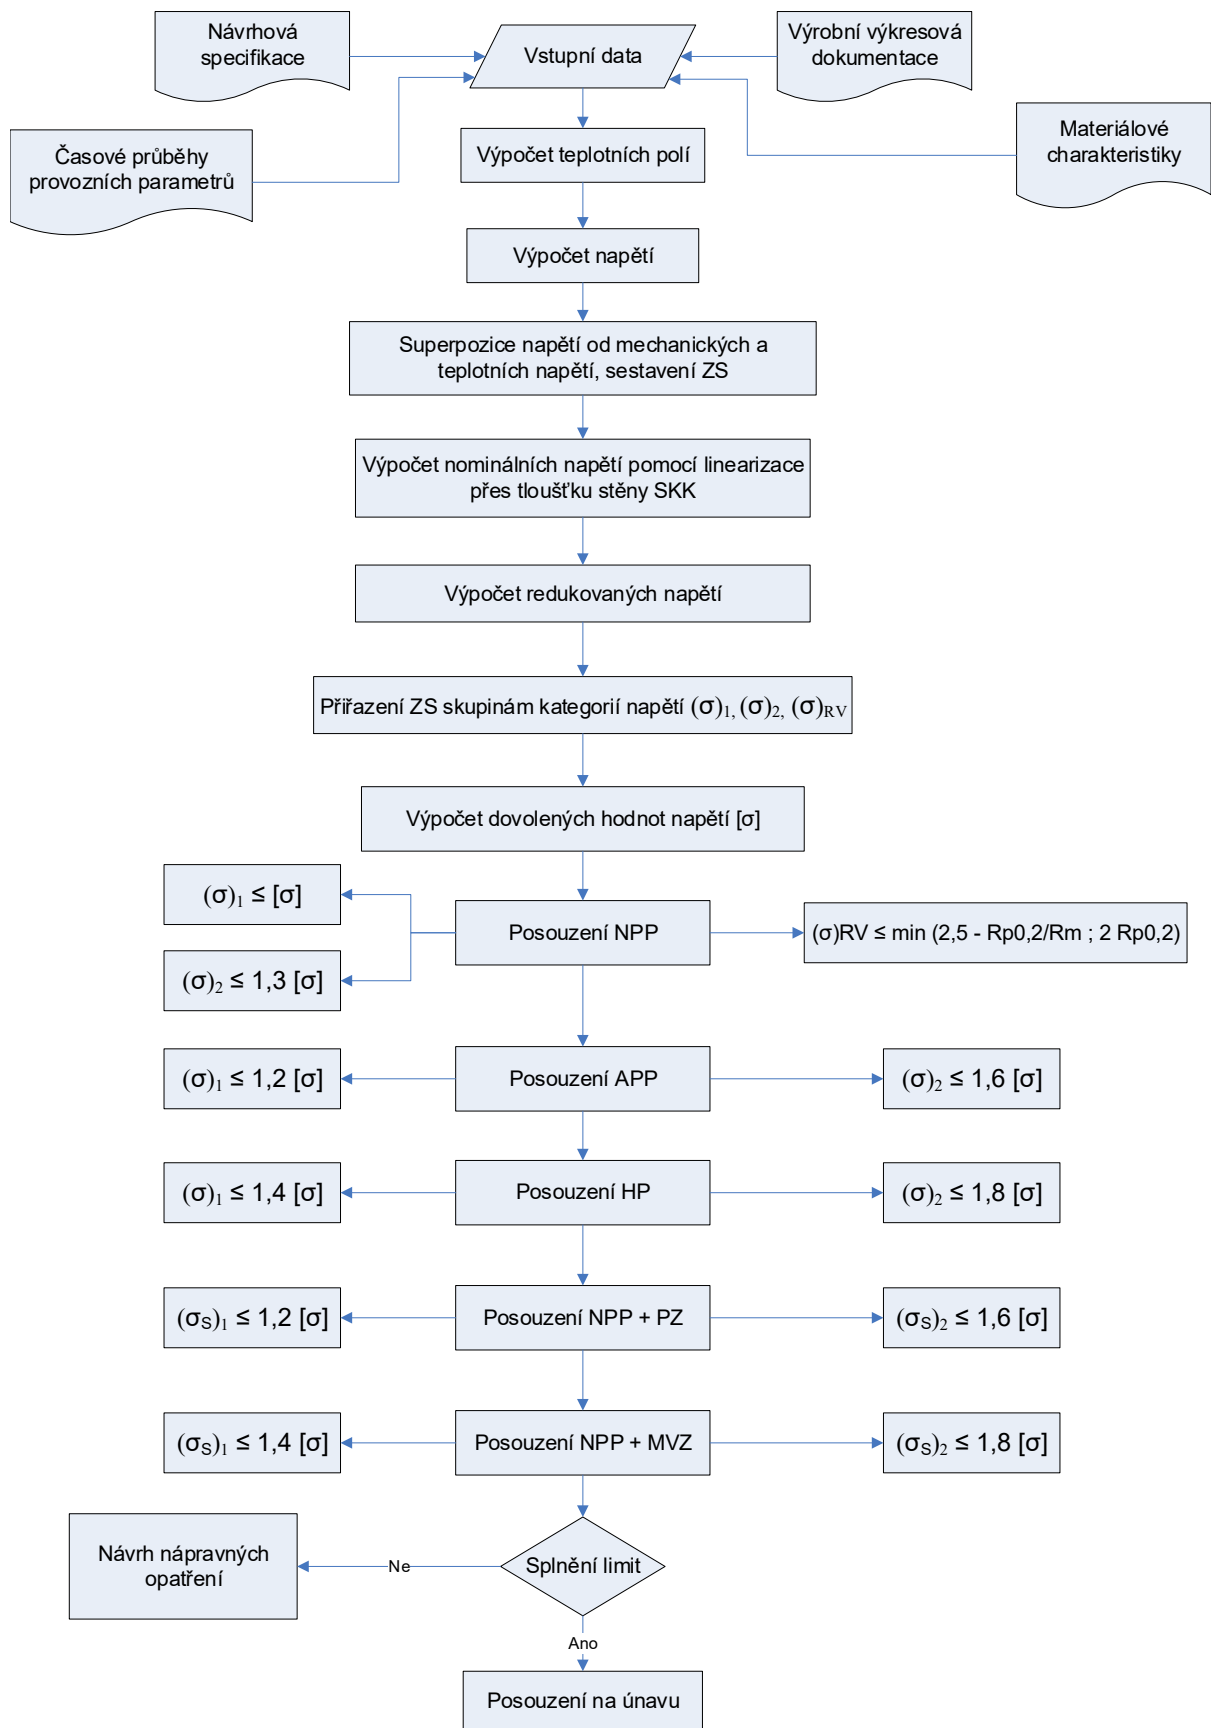 Návrhová
specifikace
Vstupní data
Výrobní výkresová
dokumentace
Časové průběhy
provozních parametrů
Materiálové
charakteristiky
Výpočet teplotních polí
Výpočet napětí
Superpozice napětí od mechanických a
teplotních napětí, sestavení ZS
Výpočet nominálních napětí pomocí linearizace
přes tloušťku stěny SKK
Výpočet redukovaných napětí
Přiřazení ZS skupinám kategorií napětí (σ)₁, (σ)₂, (σ)RV
Výpočet dovolených hodnot napětí [σ]
(σ)₁ ≤ [σ]
Posouzení NPP
(σ)RV ≤ min (2,5 - Rp0,2/Rm ; 2 Rp0,2)
(σ)₂ ≤ 1,3 [σ]
(σ)₁ ≤ 1,2 [σ]
Posouzení APP
(σ)₂ ≤ 1,6 [σ]
(σ)₁ ≤ 1,4 [σ]
Posouzení HP
(σ)₂ ≤ 1,8 [σ]
(σS)₁ ≤ 1,2 [σ]
Posouzení NPP + PZ
(σS)₂ ≤ 1,6 [σ]
(σS)₁ ≤ 1,4 [σ]
Posouzení NPP + MVZ
(σS)₂ ≤ 1,8 [σ]
Návrh nápravných
opatření
Ne
Splnění limit
Ano
Posouzení na únavu